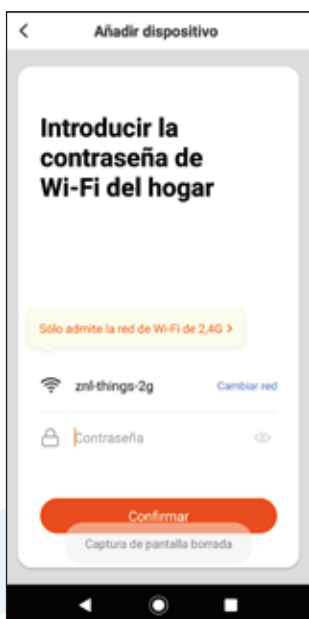 Añadir dispositivo
Introducir la
contraseña de
Wi-Fi del hogar
Sólo admite la red de Wi-Fi de 2,4G >
znl-things-2g Cambiar red
Contraseña
Confirmar
Captura de pantalla borrada